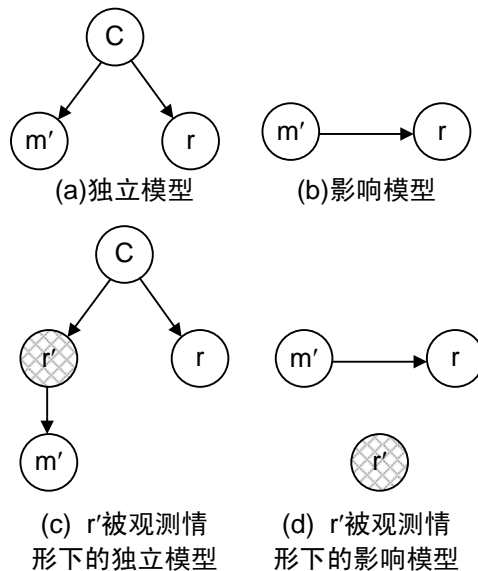 C
m′ r
m′ r
(a)独立模型 (b)影响模型
C
r′ r
m′ r
m′
r′
(c) r′被观测情 (d) r′被观测情
形下的独立模型 形下的影响模型